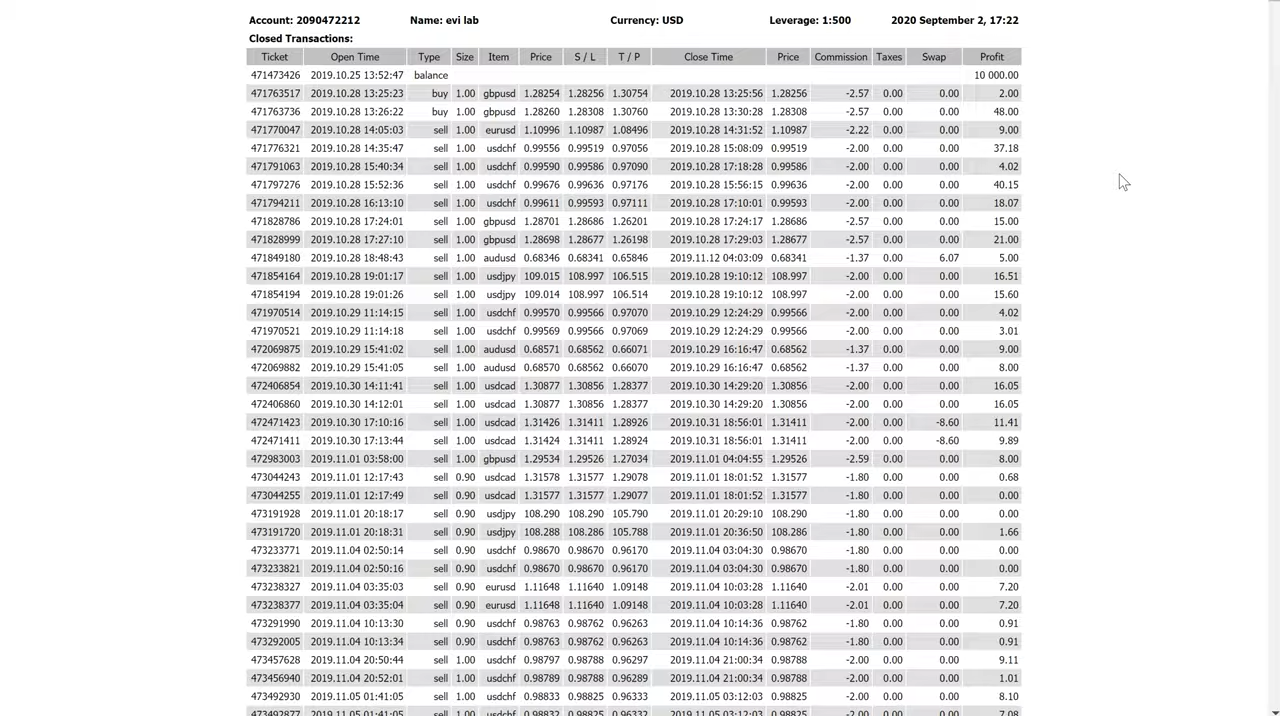 Account: 2090472212 Name: evi lab Currency: USD Leverage: 1:500 2020 September 2, 17:22
Closed Transactions:
Ticket Open Time Type Size Item Price S / L T / P Close Time Price Commission Taxes Swap Profit
471473426 2019.10.25 13:52:47 balance 10 000.00
471763517 2019.10.28 13:25:23 buy 1.00 gbpusd 1.28254 1.28256 1.30754 2019.10.28 13:25:56 1.28256 -2.57 0.00 0.00 2.00
471763736 2019.10.28 13:26:22 buy 1.00 gbpusd 1.28260 1.28308 1.30760 2019.10.28 13:30:28 1.28308 -2.57 0.00 0.00 48.00
471770047 2019.10.28 14:05:03 sell 1.00 eurusd 1.10996 1.10987 1.08496 2019.10.28 14:31:52 1.10987 -2.22 0.00 0.00 9.00
471776321 2019.10.28 14:35:47 sell 1.00 usdchf 0.99556 0.99519 0.97056 2019.10.28 15:08:09 0.99519 -2.00 0.00 0.00 37.18
471791063 2019.10.28 15:40:34 sell 1.00 usdchf 0.99590 0.99586 0.97090 2019.10.28 17:18:28 0.99586 -2.00 0.00 0.00 4.02
471797276 2019.10.28 15:52:36 sell 1.00 usdchf 0.99676 0.99636 0.97176 2019.10.28 15:56:15 0.99636 -2.00 0.00 0.00 40.15
471794211 2019.10.28 16:13:10 sell 1.00 usdchf 0.99611 0.99593 0.97111 2019.10.28 17:10:01 0.99593 -2.00 0.00 0.00 18.07
471828786 2019.10.28 17:24:01 sell 1.00 gbpusd 1.28701 1.28686 1.26201 2019.10.28 17:24:17 1.28686 -2.57 0.00 0.00 15.00
471828999 2019.10.28 17:27:10 sell 1.00 gbpusd 1.28698 1.28677 1.26198 2019.10.28 17:29:03 1.28677 -2.57 0.00 0.00 21.00
471849180 2019.10.28 18:48:43 sell 1.00 audusd 0.68346 0.68341 0.65846 2019.11.12 04:03:09 0.68341 -1.37 0.00 6.07 5.00
471854164 2019.10.28 19:01:17 sell 1.00 usdjpy 109.015 108.997 106.515 2019.10.28 19:10:12 108.997 -2.00 0.00 0.00 16.51
471854194 2019.10.28 19:01:26 sell 1.00 usdjpy 109.014 108.997 106.514 2019.10.28 19:10:12 108.997 -2.00 0.00 0.00 15.60
471970514 2019.10.29 11:14:15 sell 1.00 usdchf 0.99570 0.99566 0.97070 2019.10.29 12:24:29 0.99566 -2.00 0.00 0.00 4.02
471970521 2019.10.29 11:14:18 sell 1.00 usdchf 0.99569 0.99566 0.97069 2019.10.29 12:24:29 0.99566 -2.00 0.00 0.00 3.01
472069875 2019.10.29 15:41:02 sell 1.00 audusd 0.68571 0.68562 0.66071 2019.10.29 16:16:47 0.68562 -1.37 0.00 0.00 9.00
472069882 2019.10.29 15:41:05 sell 1.00 audusd 0.68570 0.68562 0.66070 2019.10.29 16:16:47 0.68562 -1.37 0.00 0.00 8.00
472406854 2019.10.30 14:11:41 sell 1.00 usdcad 1.30877 1.30856 1.28377 2019.10.30 14:29:20 1.30856 -2.00 0.00 0.00 16.05
472406860 2019.10.30 14:12:01 sell 1.00 usdcad 1.30877 1.30856 1.28377 2019.10.30 14:29:20 1.30856 -2.00 0.00 0.00 16.05
472471423 2019.10.30 17:10:16 sell 1.00 usdcad 1.31426 1.31411 1.28926 2019.10.31 18:56:01 1.31411 -2.00 0.00 -8.60 11.41
472471411 2019.10.30 17:13:44 sell 1.00 usdcad 1.31424 1.31411 1.28924 2019.10.31 18:56:01 1.31411 -2.00 0.00 -8.60 9.89
472983003 2019.11.01 03:58:00 sell 1.00 gbpusd 1.29534 1.29526 1.27034 2019.11.01 04:04:55 1.29526 -2.59 0.00 0.00 8.00
473044243 2019.11.01 12:17:43 sell 0.90 usdcad 1.31578 1.31577 1.29078 2019.11.01 18:01:52 1.31577 -1.80 0.00 0.00 0.68
473044255 2019.11.01 12:17:49 sell 0.90 usdcad 1.31577 1.31577 1.29077 2019.11.01 18:01:52 1.31577 -1.80 0.00 0.00 0.00
473191928 2019.11.01 20:18:17 sell 0.90 usdjpy 108.290 108.290 105.790 2019.11.01 20:29:10 108.290 -1.80 0.00 0.00 0.00
473191720 2019.11.01 20:18:31 sell 0.90 usdjpy 108.288 108.286 105.788 2019.11.01 20:36:50 108.286 -1.80 0.00 0.00 1.66
473233771 2019.11.04 02:50:14 sell 0.90 usdchf 0.98670 0.98670 0.96170 2019.11.04 03:04:30 0.98670 -1.80 0.00 0.00 0.00
473233821 2019.11.04 02:50:16 sell 0.90 usdchf 0.98670 0.98670 0.96170 2019.11.04 03:04:30 0.98670 -1.80 0.00 0.00 0.00
473238327 2019.11.04 03:35:03 sell 0.90 eurusd 1.11648 1.11640 1.09148 2019.11.04 10:03:28 1.11640 -2.01 0.00 0.00 7.20
473238377 2019.11.04 03:35:04 sell 0.90 eurusd 1.11648 1.11640 1.09148 2019.11.04 10:03:28 1.11640 -2.01 0.00 0.00 7.20
473291990 2019.11.04 10:13:30 sell 0.90 usdchf 0.98763 0.98762 0.96263 2019.11.04 10:14:36 0.98762 -1.80 0.00 0.00 0.91
473292005 2019.11.04 10:13:34 sell 0.90 usdchf 0.98763 0.98762 0.96263 2019.11.04 10:14:36 0.98762 -1.80 0.00 0.00 0.91
473457628 2019.11.04 20:50:44 sell 1.00 usdchf 0.98797 0.98788 0.96297 2019.11.04 21:00:34 0.98788 -2.00 0.00 0.00 9.11
473456940 2019.11.04 20:52:01 sell 1.00 usdchf 0.98789 0.98788 0.96289 2019.11.04 21:00:34 0.98788 -2.00 0.00 0.00 1.01
473492930 2019.11.05 01:41:05 sell 1.00 usdchf 0.98833 0.98825 0.96333 2019.11.05 03:12:03 0.98825 -2.00 0.00 0.00 8.10
473492877 2019.11.05 01:41:05 sell 1.00 usdchf 0.98832 0.98825 0.96332 2019.11.05 03:12:03 0.98825 -2.00 0.00 0.00 7.08